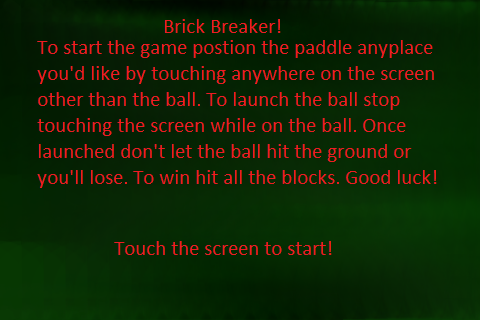 Brick Breaker!
To start the game postion the paddle anyplace
you'd like by touching anywhere on the screen
other than the ball. To launch the ball stop
touching the screen while on the ball. Once
launched don't let the ball hit the ground or
you'll lose. To win hit all the blocks. Good luck!
Touch the screen to start!